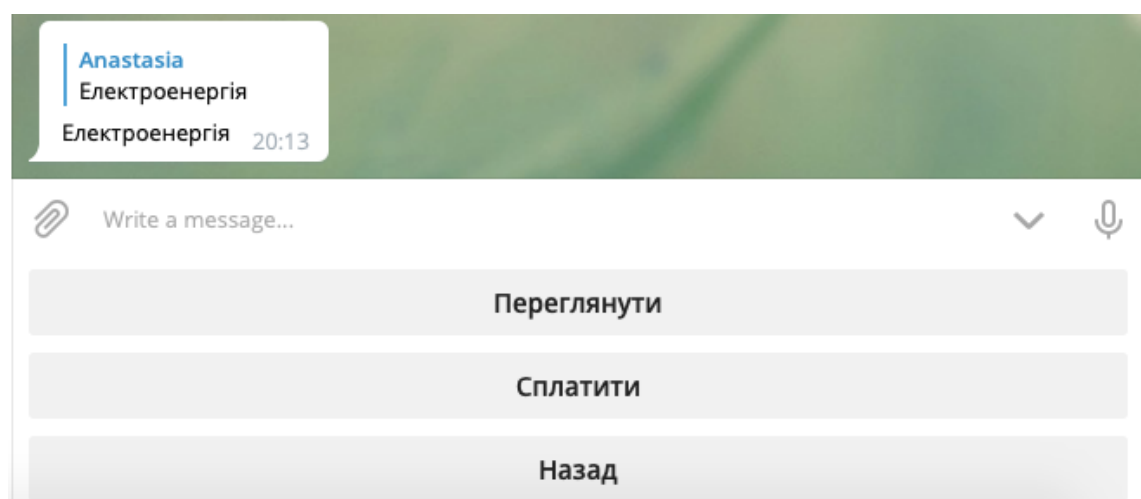 Anastasia
Електроенергія
Електроенергія 20:13
Write a message...
Переглянути
Сплатити
Назад